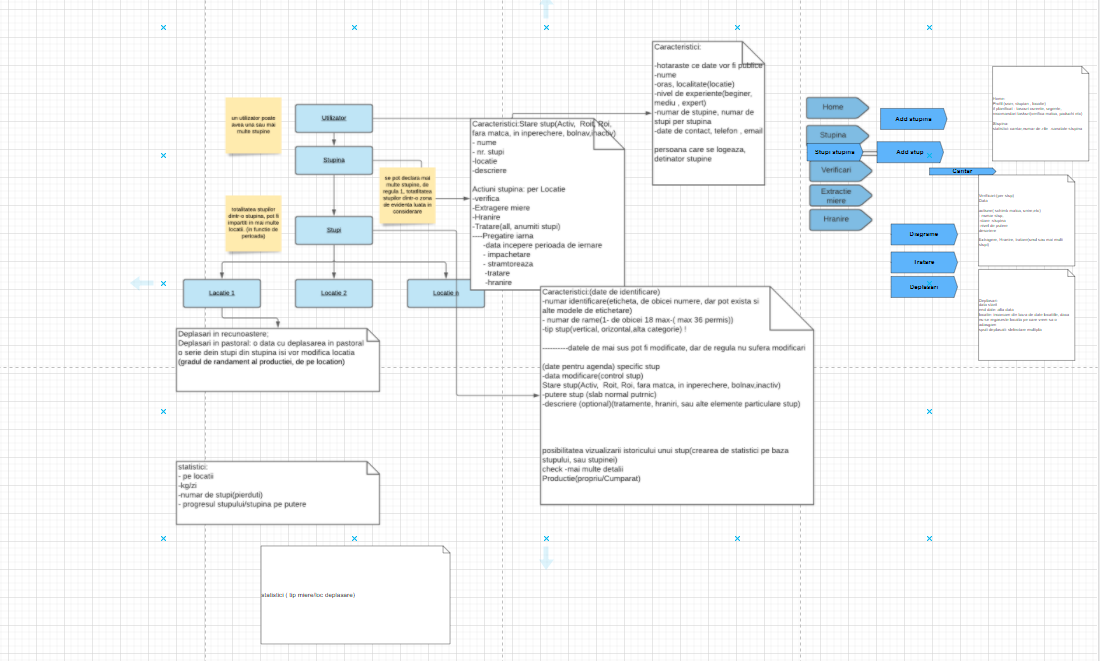 un utilizator poate
avea una sau mai
multe stupine
Utilizator
Stupina
se pot declara mai
multe stupine, de
regula 1, totalitatea
stupilor dintr-o zona
de evidenta luata in
considerare
totalitatea stupilor
dintr-o stupina, pot fi
impartiti in mai multe
locatii. (in functie de
perioada)
Stupi
Locatie 1
Locatie 2
Locatie n
Deplasari in recunoastere;
Deplasari in pastoral: o data cu deplasarea in pastoral
o serie dein stupi din stupina isi vor modifica locatia
(gradul de randament al productiei, de pe location)
statistici:
- pe locatii
-kg/zi
-numar de stupi(pierduti)
- progresul stupului/stupina pe putere
statistici ( tip miere/loc deplasare)
Caracteristici:Stare stup(Activ, Roit, Roi,
fara matca, in inperechere, bolnav,inactiv)
- nume
- nr. stupi
-locatie
-descriere
Actiuni stupina: per Locatie
-verifica
-Extragere miere
-Hranire
-Tratare(all, anumiti stupi)
----Pregatire iarna
-data incepere perioada de iernare
- impachetare
- stramtoreaza
-tratare
-hranire
Caracteristici:
-hotaraste ce date vor fi publice
-nume
-oras, localitate(locatie)
-nivel de experiente(beginer,
mediu , expert)
-numar de stupine, numar de
stupi per stupina
-date de contact, telefon , email
persoana care se logeaza,
detinator stupine
Caracteristici:(date de identificare)
-numar identificare(eticheta, de obicei numere, dar pot exista si
alte modele de etichetare)
- numar de rame(1- de obicei 18 max-( max 36 permis))
-tip stup(vertical, orizontal,alta categorie) !
----------datele de mai sus pot fi modificate, dar de regula nu sufera modificari
(date pentru agenda) specific stup
-data modificare(control stup)
Stare stup(Activ, Roit, Roi, fara matca, in inperechere, bolnav,inactiv)
-putere stup (slab normal putrnic)
-descriere (optional)(tratamente, hraniri, sau alte elemente particulare stup)
posibilitatea vizualizarii istoricului unui stup(crearea de statistici pe baza
stupului, sau stupinei)
check -mai multe detalii
Productie(propriu/Cumparat)
Home
Stupina
Stupi stupina
Verificari
Extractie
miere
Hranire
Add stupina
Add stup
Cantar
Diagrame
Tratare
Deplasari
Home:
Stupina:
Verificari(per stup)
Data
descriere
Deplasari:
data start